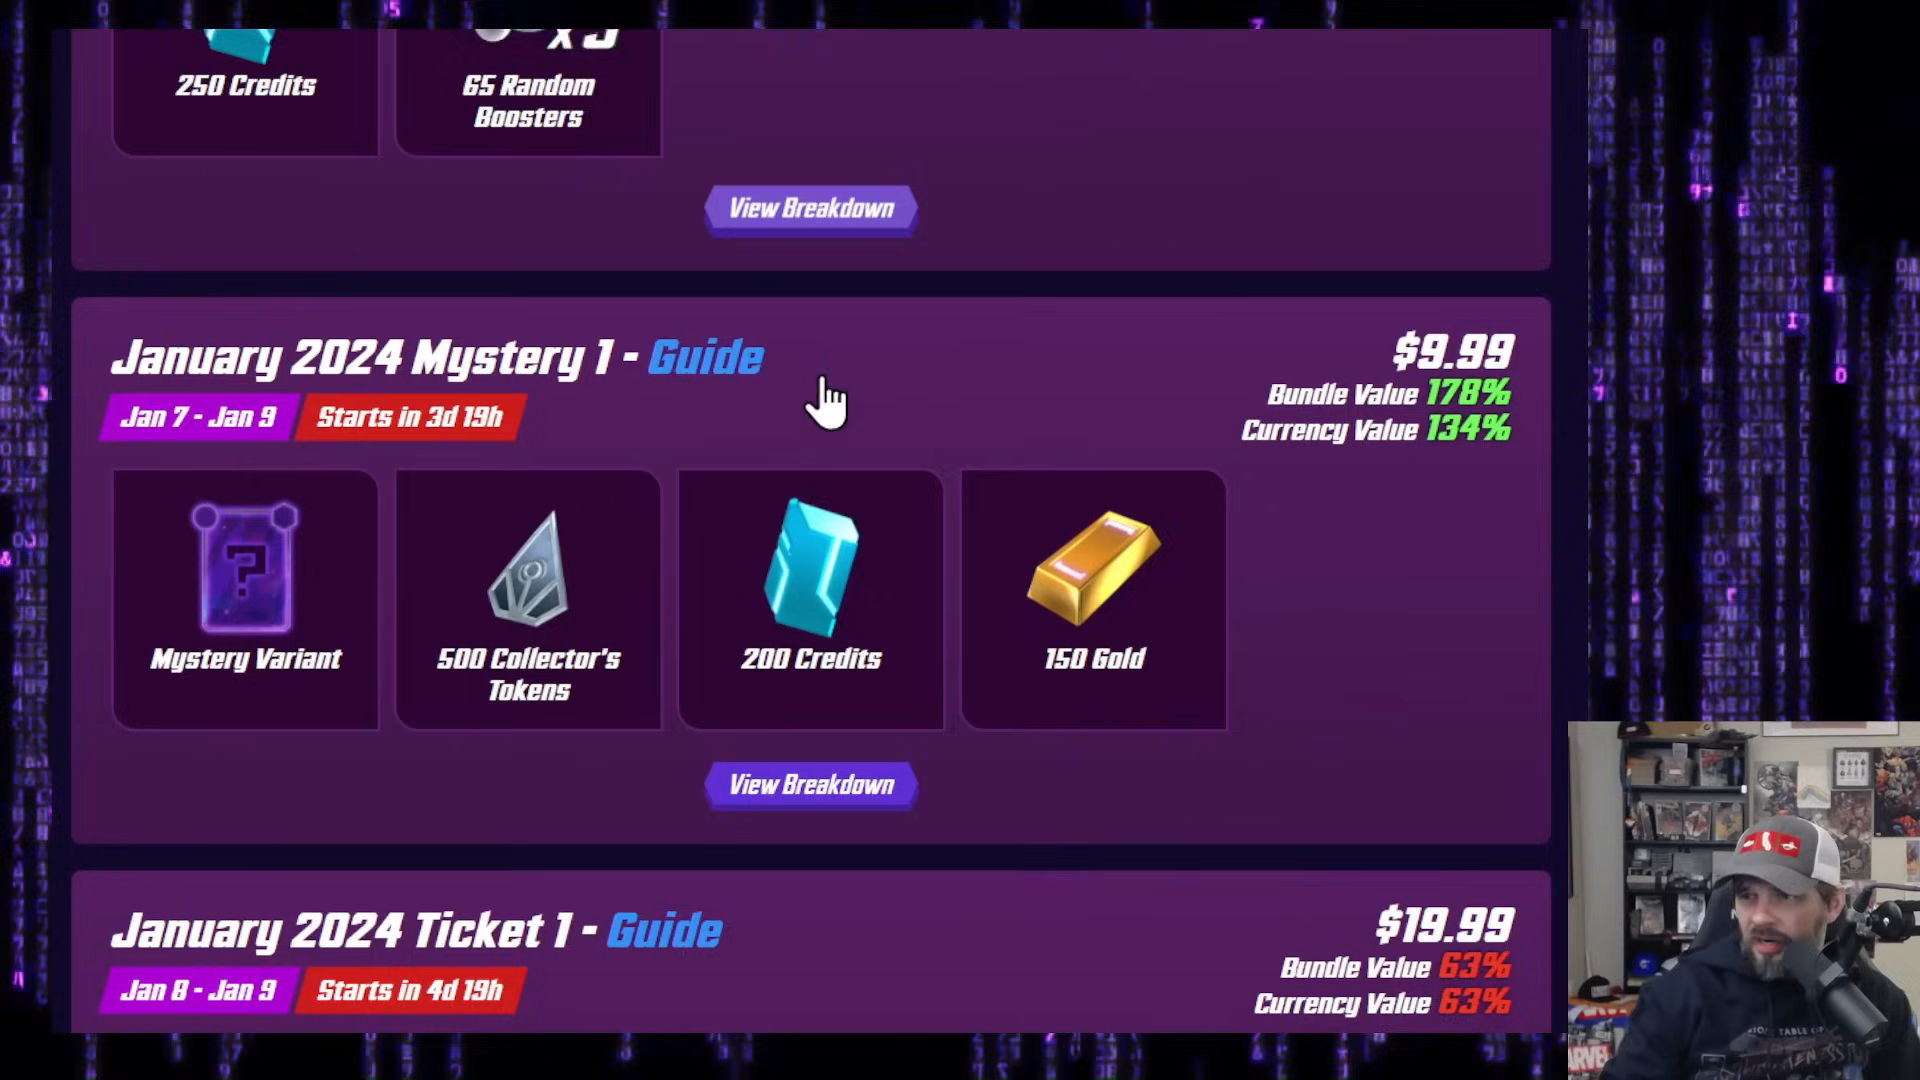 x5
250 Credits
65 Random
Boosters
View Breakdown
January 2024 Mystery 1 - Guide
$9.99
Bundle Value 178%
Currency Value 134%
Jan 7 - Jan 9
Starts in 3d 19h
?
Mystery Variant
500 Collector's
Tokens
200 Credits
150 Gold
View Breakdown
January 2024 Ticket 1 - Guide
$19.99
Bundle Value 63%
Currency Value 63%
Jan 8 - Jan 9
Starts in 4d 19h